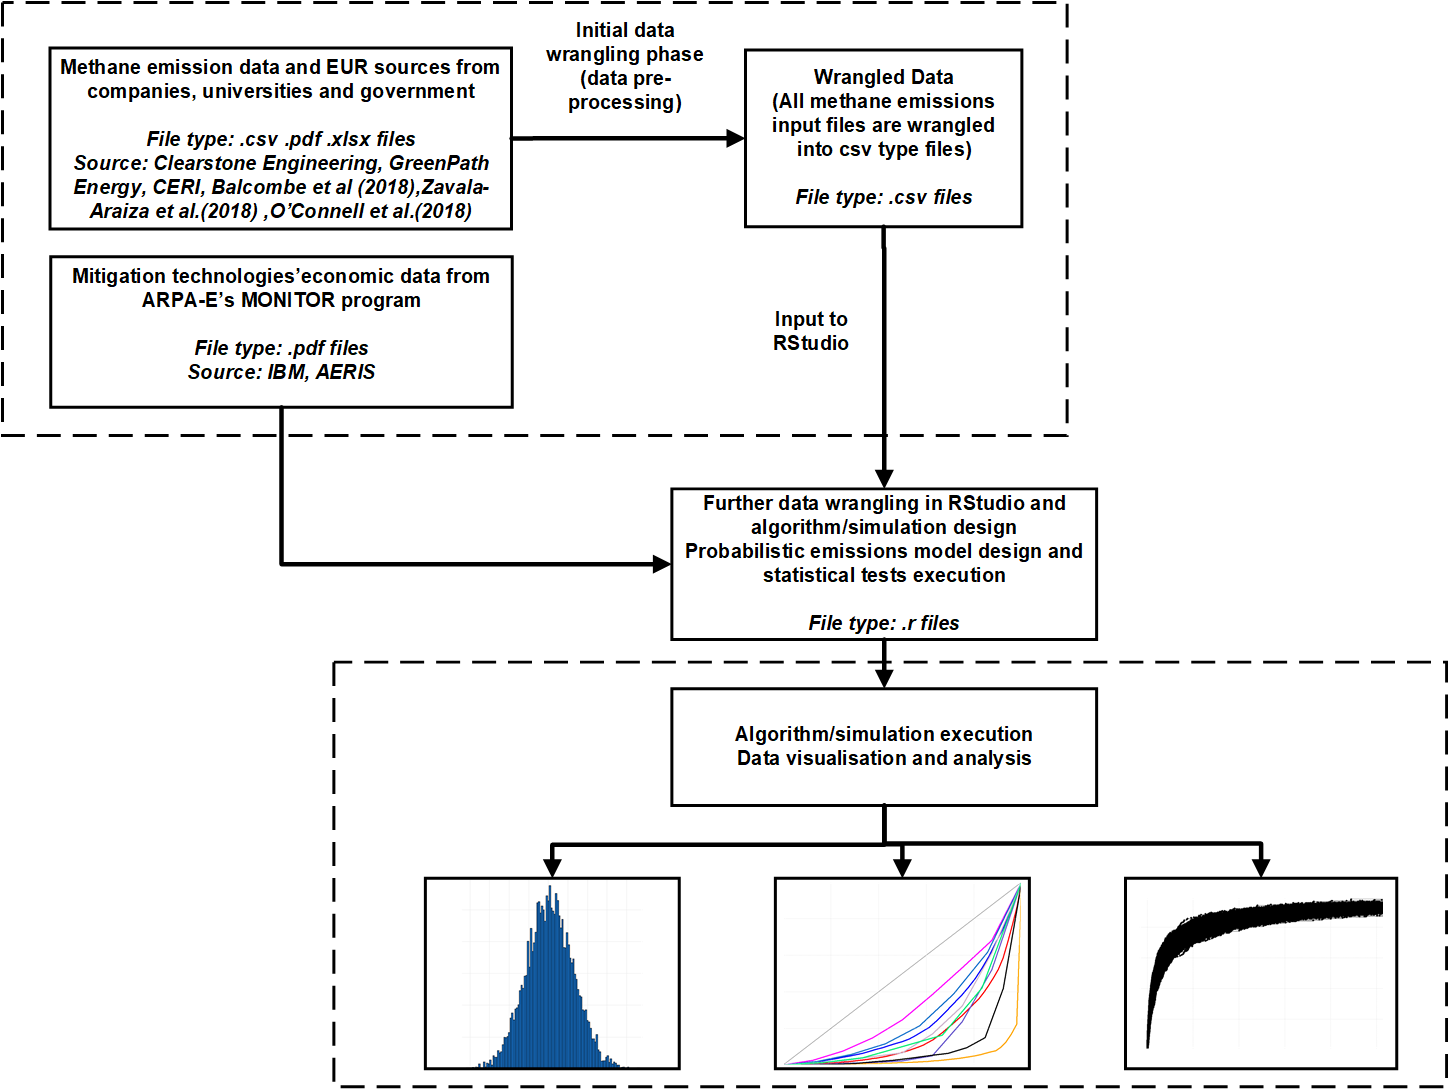 Methane emission data and EUR sources from
companies, universities and government
File type: .csv .pdf .xlsx files
Source: Clearstone Engineering, GreenPath
Energy, CERI, Balcombe et al (2018),Zavala-
Araiza et al.(2018) ,O’Connell et al.(2018)
Initial data
wrangling phase
(data pre-
processing)
Wrangled Data
(All methane emissions
input files are wrangled
into csv type files)
File type: .csv files
Mitigation technologies’economic data from
ARPA-E’s MONITOR program
File type: .pdf files
Source: IBM, AERIS
Input to
RStudio
Further data wrangling in RStudio and
algorithm/simulation design
Probabilistic emissions model design and
statistical tests execution
File type: .r files
Algorithm/simulation execution
Data visualisation and analysis